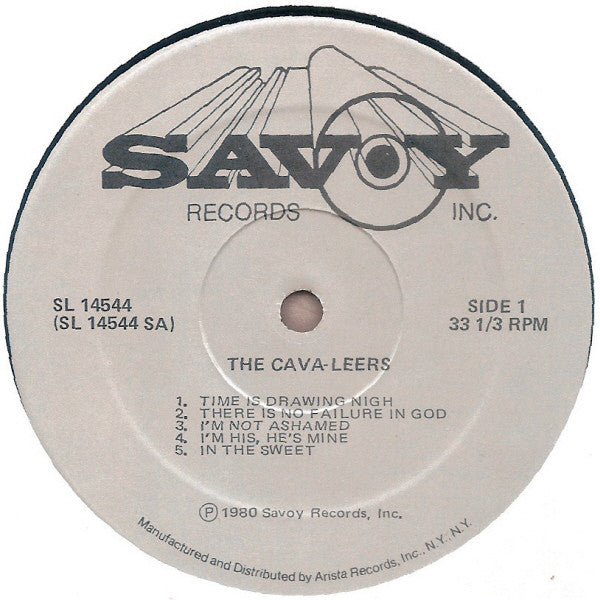 SAVOY
RECORDS INC.
SL 14544
(SL 14544 SA)
SIDE 1
33 1/3 RPM
THE CAVA-LEERS
1. TIME IS DRAWING NIGH
2. THERE IS NO FAILURE IN GOD
3. I'M NOT ASHAMED
4. I'M HIS, HE'S MINE
5. IN THE SWEET
Ⓟ 1980 Savoy Records, Inc.
Manufactured and Distributed by Arista Records, Inc., N.Y., N.Y.